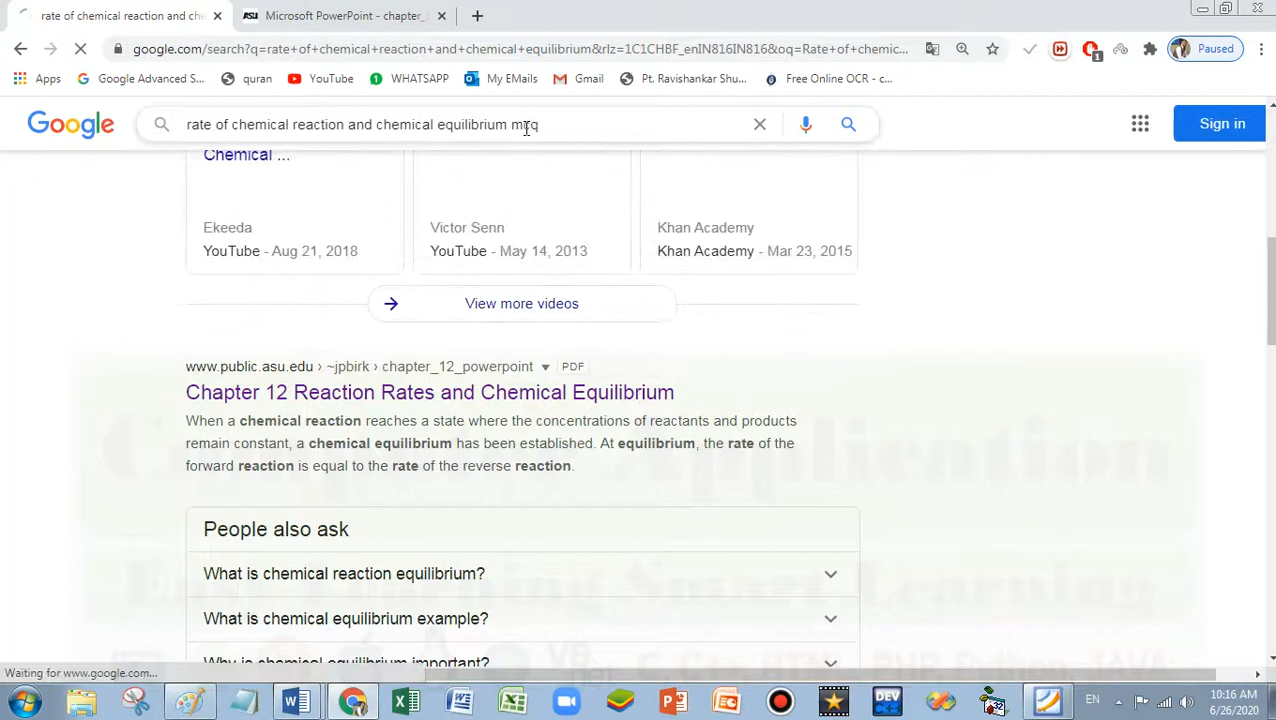 rate of chemical reaction and che
Microsoft PowerPoint - chapter_
google.com/search?q=rate+of+chemical+reaction+and+chemical+equilibrium&rlz=1C1CHBF_enIN816IN816&oq=Rate+of+chemic...
1
Paused
Apps
Google Advanced S...
quran
YouTube
WHATSAPP
My EMails
Gmail
Pt. Ravishankar Shu...
Free Online OCR - c...
Google
rate of chemical reaction and chemical equilibrium mcq
Sign in
Chemical ...
Ekeeda
YouTube - Aug 21, 2018
Victor Senn
YouTube - May 14, 2013
Khan Academy
Khan Academy - Mar 23, 2015
View more videos
www.public.asu.edu › ~jpbirk › chapter_12_powerpoint PDF
Chapter 12 Reaction Rates and Chemical Equilibrium
When a chemical reaction reaches a state where the concentrations of reactants and products
remain constant, a chemical equilibrium has been established. At equilibrium, the rate of the
forward reaction is equal to the rate of the reverse reaction.
People also ask
What is chemical reaction equilibrium?
What is chemical equilibrium example?
Why is chemical equilibrium important?
Waiting for www.google.com...
EN
10:16 AM
6/26/2020